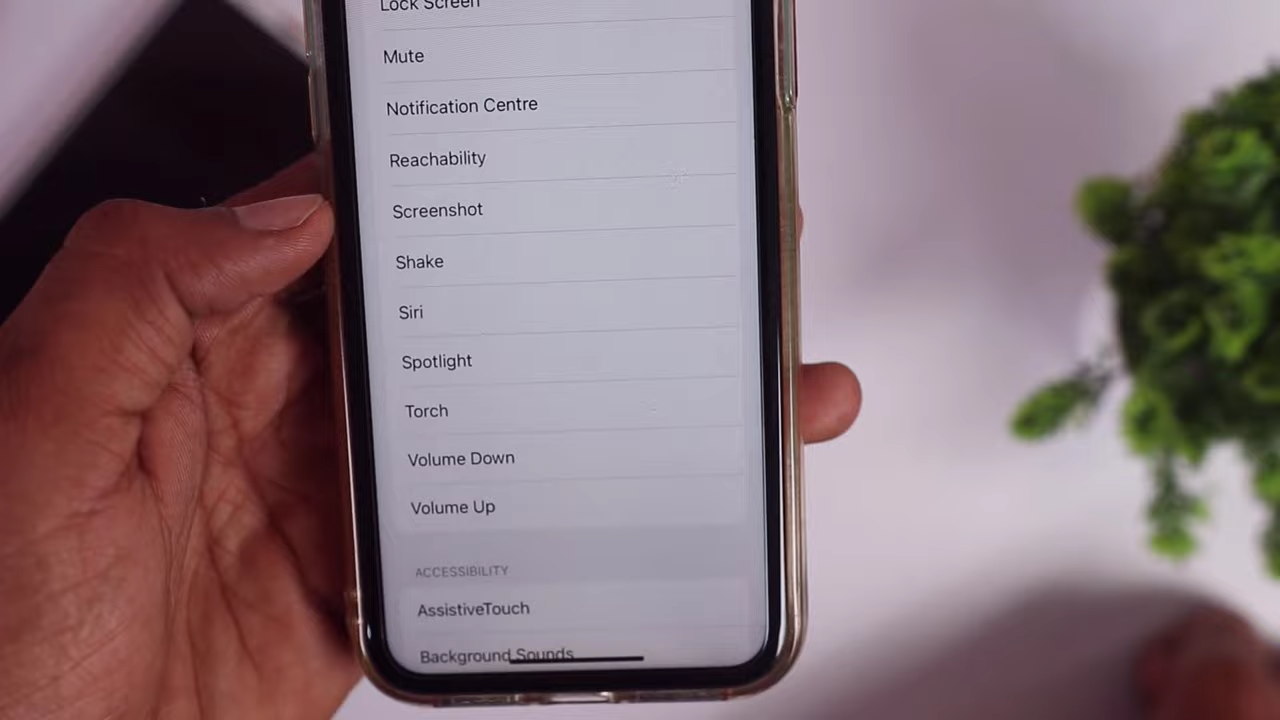 Lock Screen
Mute
Notification Centre
Reachability
Screenshot
Shake
Siri
Spotlight
Torch
Volume Down
Volume Up
ACCESSIBILITY
AssistiveTouch
Background Sounds